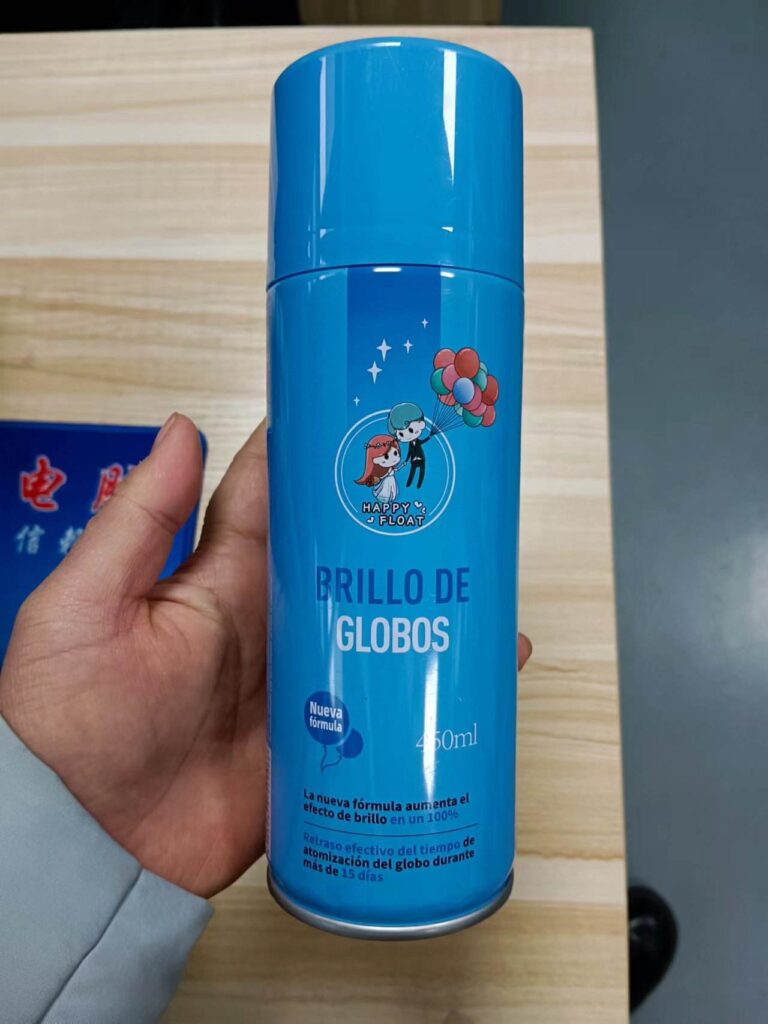 HAPPY
FLOAT
BRILLO DE
GLOBOS
Nueva
fórmula
450ml
La nueva fórmula aumenta el
efecto de brillo en un 100%
Retraso efectivo del tiempo de
atomización del globo durante
más de 15 días
电
信